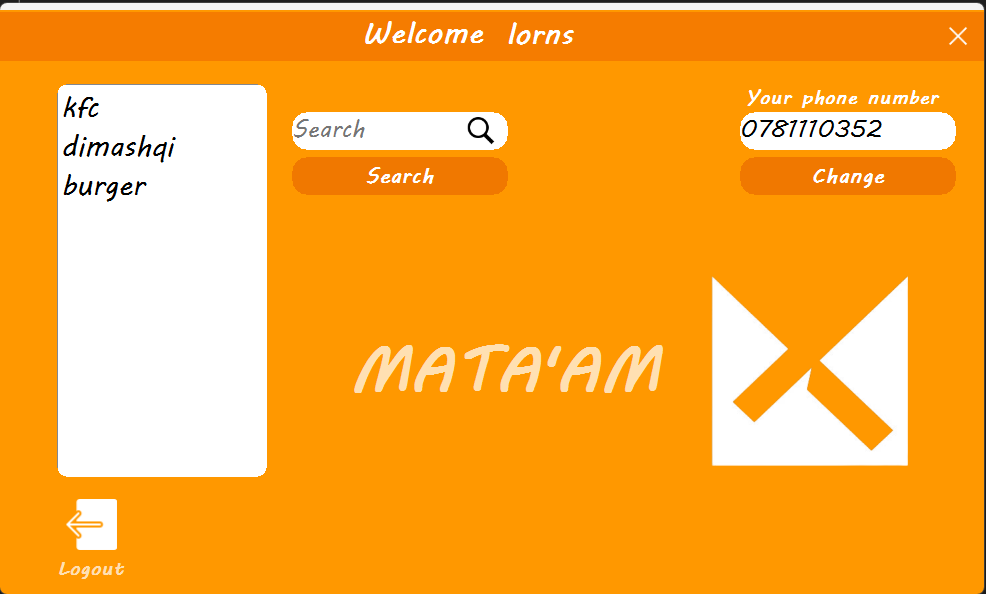 Welcome lorns
kfc
dimashqi
burger
Search
Search
Your phone number
0781110352
Change
MATA'AM
Logout